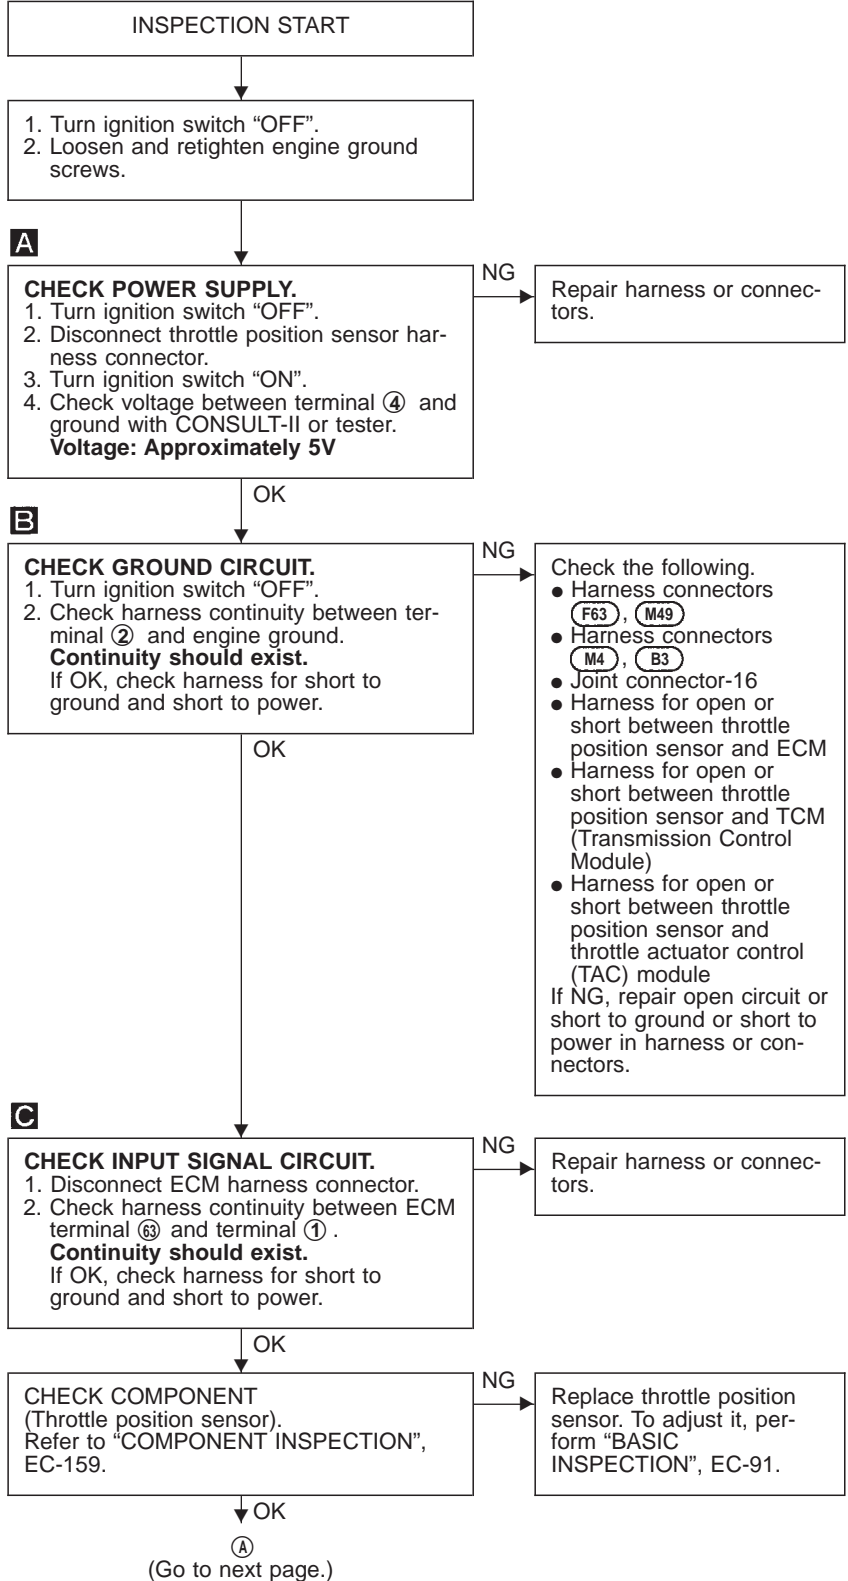 INSPECTION START
1. Turn ignition switch “OFF”.
2. Loosen and retighten engine ground
screws.
A
CHECK POWER SUPPLY.
1. Turn ignition switch “OFF”.
2. Disconnect throttle position sensor har-
ness connector.
3. Turn ignition switch “ON”.
4. Check voltage between terminal ④ and
ground with CONSULT-II or tester.
Voltage: Approximately 5V
NG
Repair harness or connec-
tors.
OK
B
CHECK GROUND CIRCUIT.
1. Turn ignition switch “OFF”.
2. Check harness continuity between ter-
minal ② and engine ground.
Continuity should exist.
If OK, check harness for short to
ground and short to power.
NG
Check the following.
● Harness connectors
F63, M49
● Harness connectors
M4, B3
● Joint connector-16
● Harness for open or
short between throttle
position sensor and ECM
● Harness for open or
short between throttle
position sensor and TCM
(Transmission Control
Module)
● Harness for open or
short between throttle
position sensor and
throttle actuator control
(TAC) module
If NG, repair open circuit or
short to ground or short to
power in harness or con-
nectors.
OK
C
CHECK INPUT SIGNAL CIRCUIT.
1. Disconnect ECM harness connector.
2. Check harness continuity between ECM
terminal 63 and terminal ① .
Continuity should exist.
If OK, check harness for short to
ground and short to power.
NG
Repair harness or connec-
tors.
OK
CHECK COMPONENT
(Throttle position sensor).
Refer to “COMPONENT INSPECTION”,
EC-159.
NG
Replace throttle position
sensor. To adjust it, per-
form “BASIC
INSPECTION”, EC-91.
OK
Ⓐ
(Go to next page.)